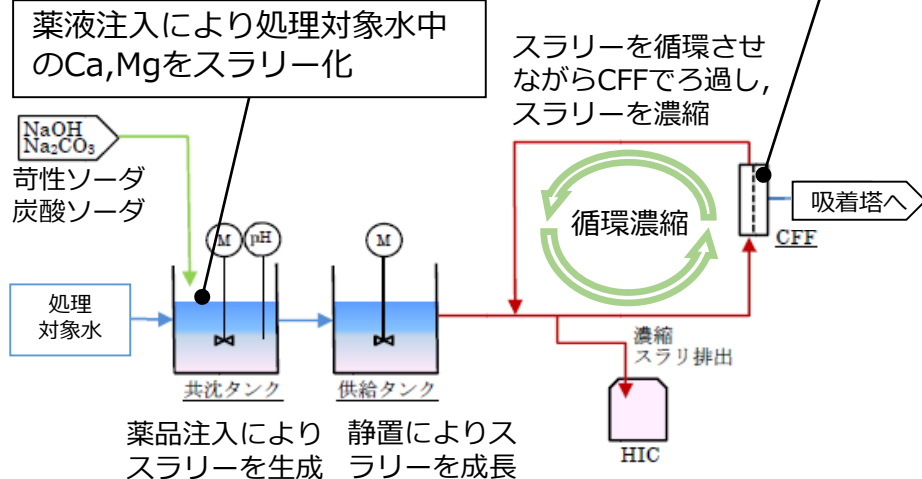 薬液注入により処理対象水中
のCa,Mgをスラリー化
スラリーを循環させ
ながらCFFでろ過し,
スラリーを濃縮
NaOH
Na₂CO₃
苛性ソーダ
炭酸ソーダ
循環濃縮
吸着塔へ
CFF
M
pH
M
処理
対象水
濃縮
スラリ排出
共沈タンク
供給タンク
薬品注入により
スラリーを生成
静置によりス
ラリーを成長
HIC